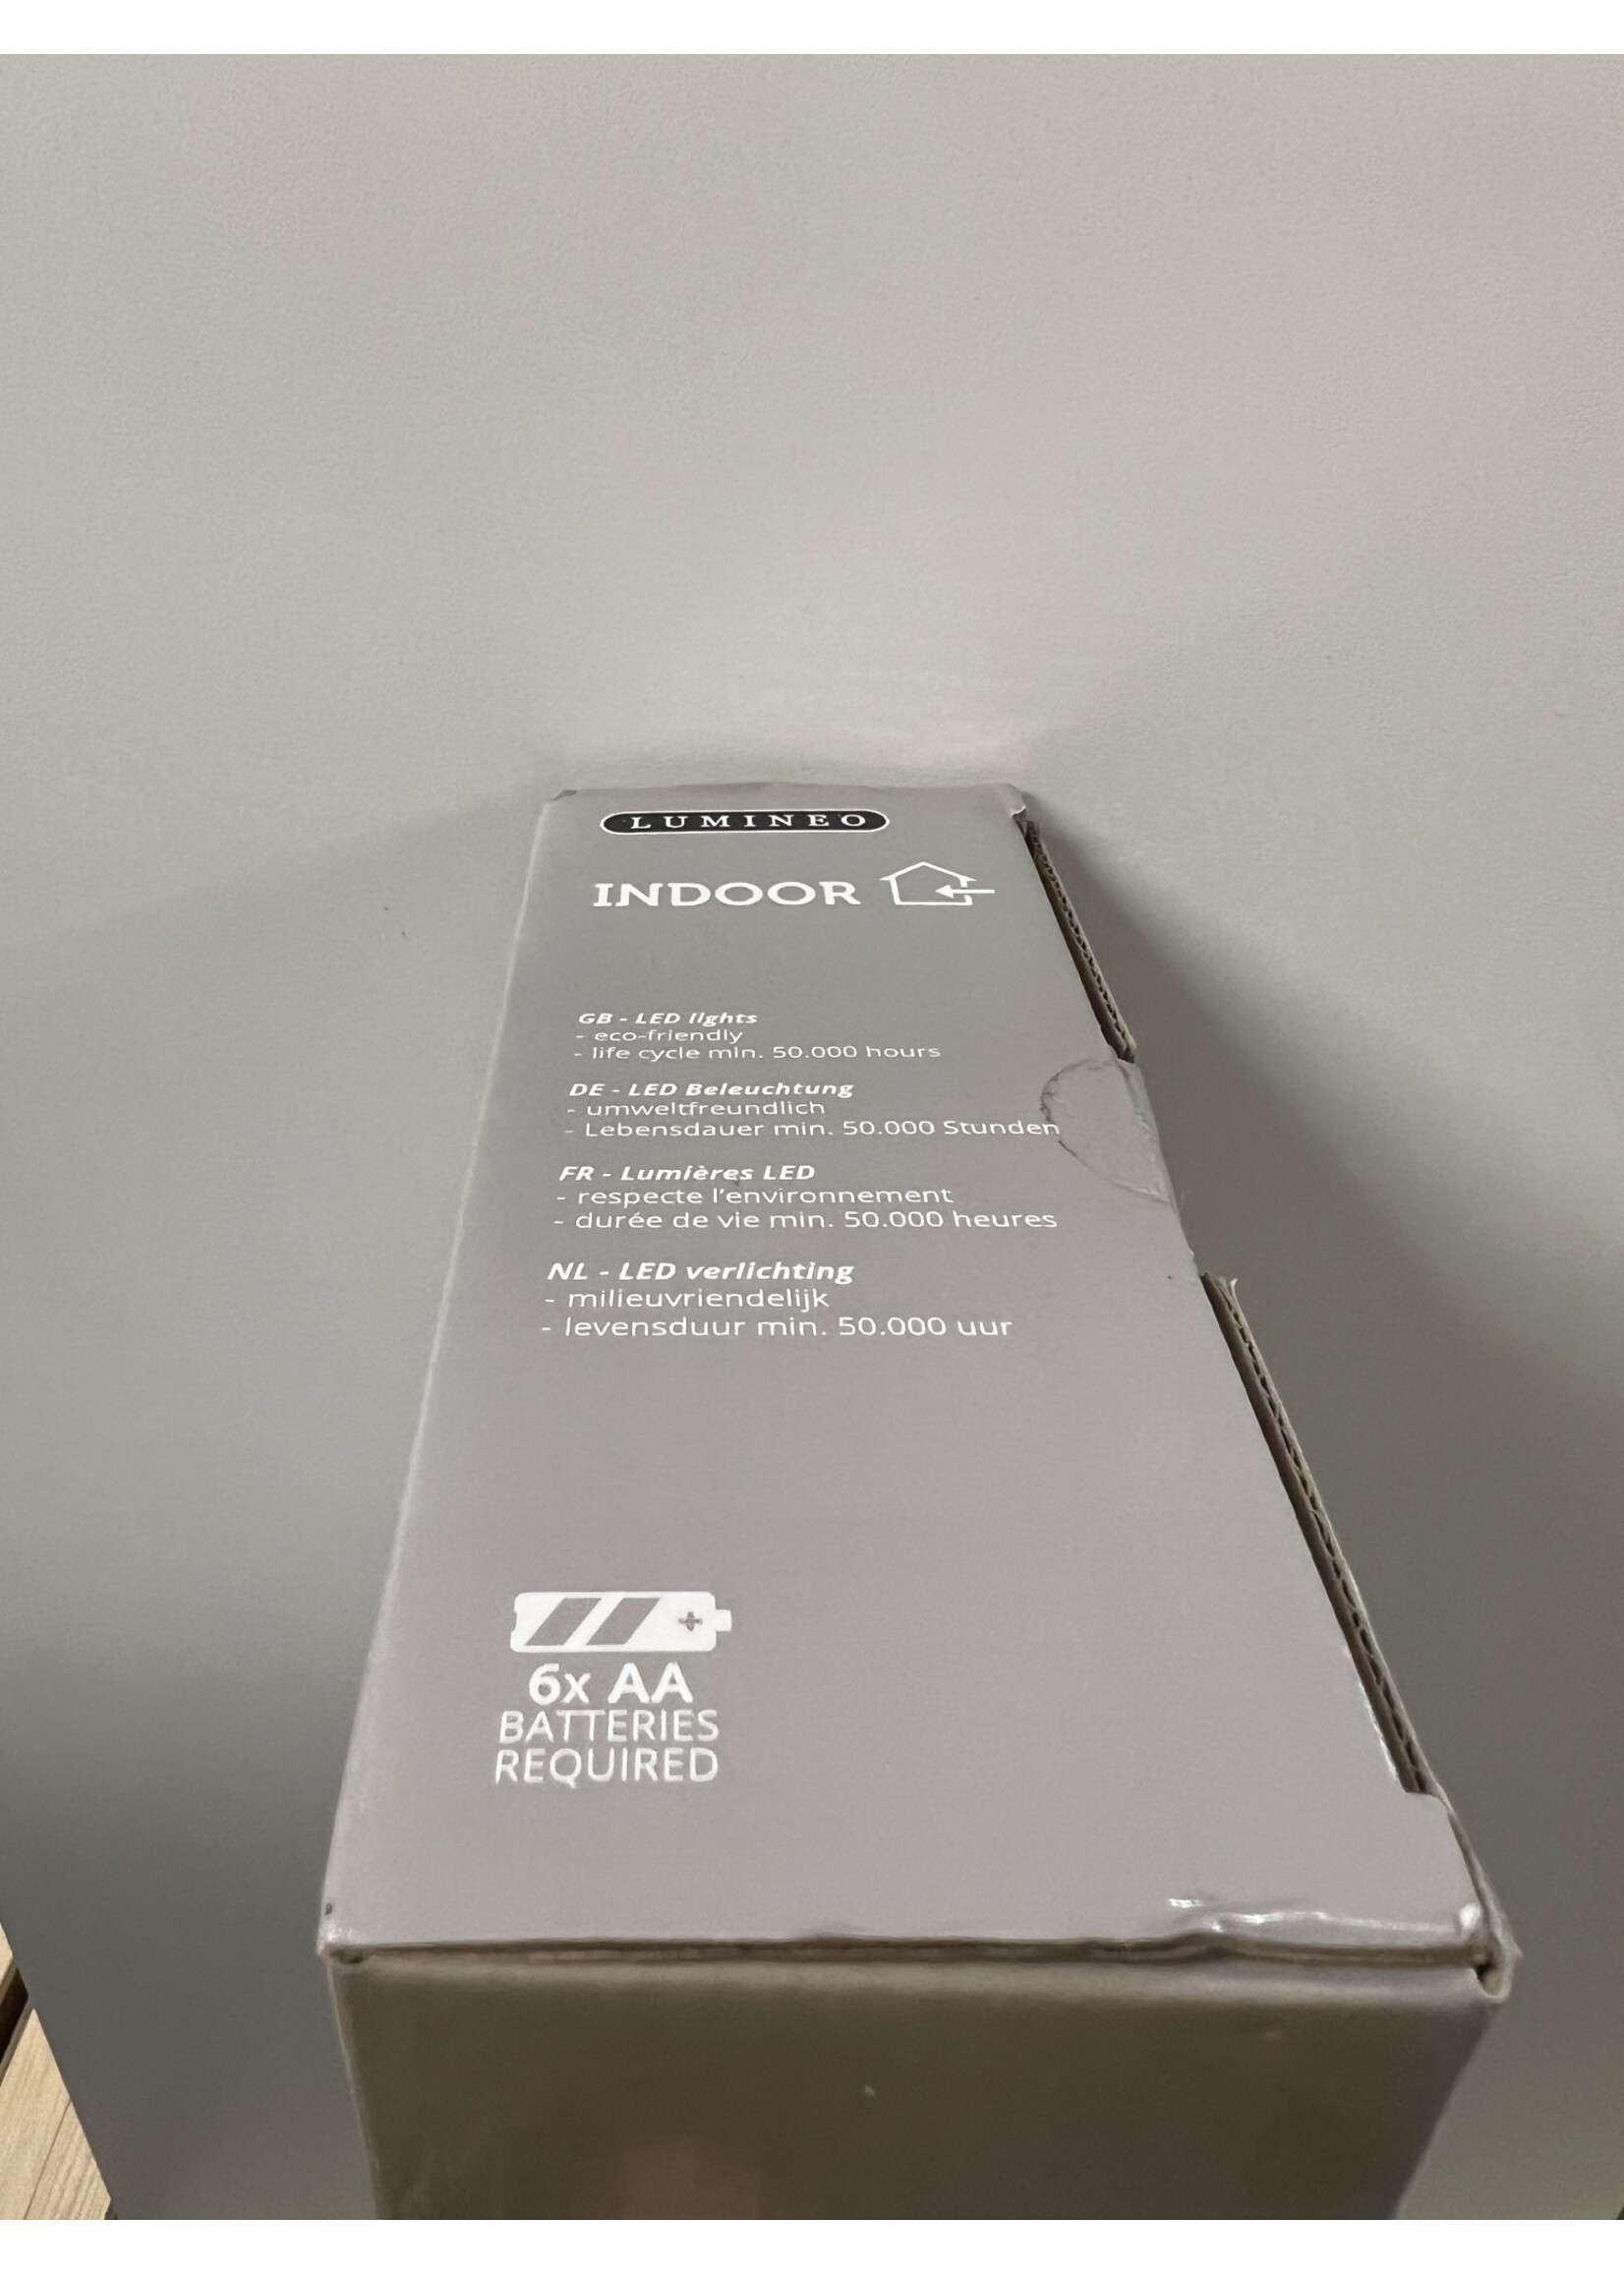 LUMINEO
INDOOR
GB - LED lights
- eco-friendly
- life cycle min. 50.000 hours
DE - LED Beleuchtung
- umweltfreundlich
- Lebensdauer min. 50.000 Stunden
FR - Lumières LED
- respecte l'environnement
- durée de vie min. 50.000 heures
NL - LED verlichting
- milieuvriendelijk
- levensduur min. 50.000 uur
6x AA
BATTERIES
REQUIRED